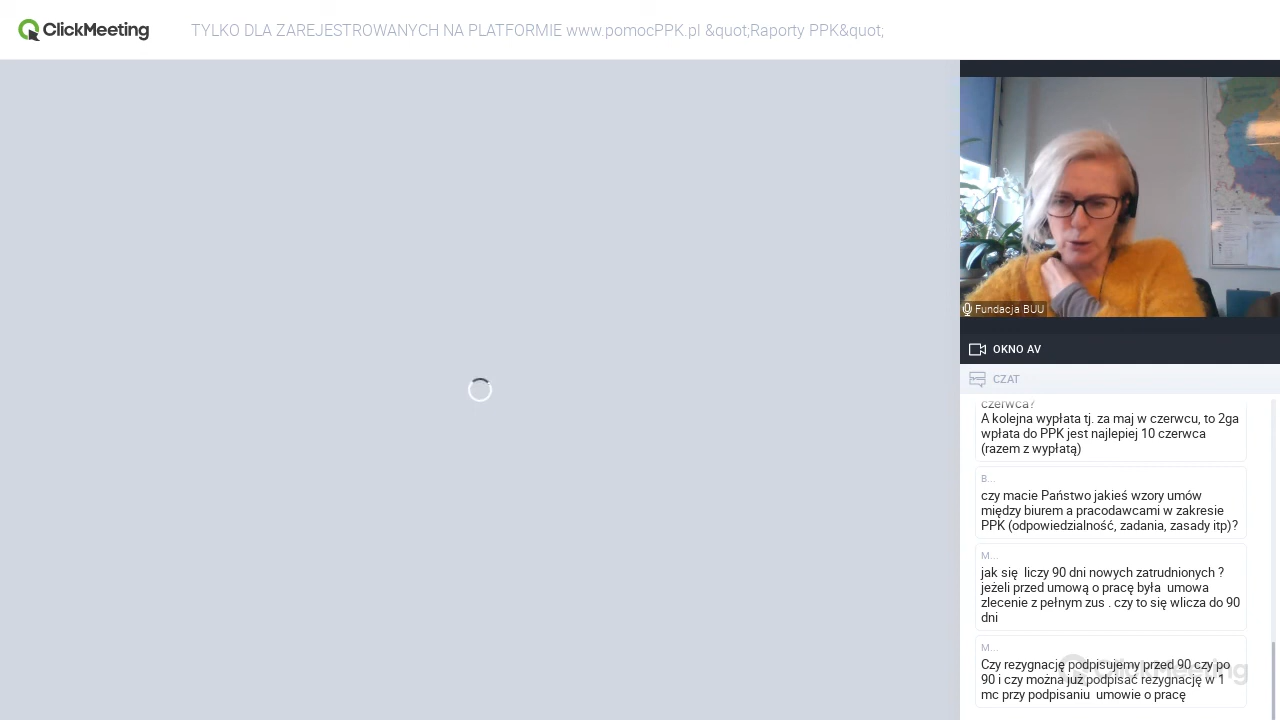 ClickMeeting
TYLKO DLA ZAREJESTROWANYCH NA PLATFORMIE www.pomocPPK.pl &quot;Raporty PPK&quot;
Fundacja BUU
OKNO AV
CZAT
czerwca?
A kolejna wypłata tj. za maj w czerwcu, to 2ga
wpłata do PPK jest najlepiej 10 czerwca
(razem z wypłatą)
B...
czy macie Państwo jakieś wzory umów
między biurem a pracodawcami w zakresie
PPK (odpowiedzialność, zadania, zasady itp)?
M...
jak się  liczy 90 dni nowych zatrudnionych ?
jeżeli przed umową o pracę była  umowa
zlecenie z pełnym zus . czy to się wlicza do 90
dni
M...
Czy rezygnację podpisujemy przed 90 czy po
90 i czy można już podpisać rezygnację w 1
mc przy podpisaniu  umowie o pracę
ClickMeeting